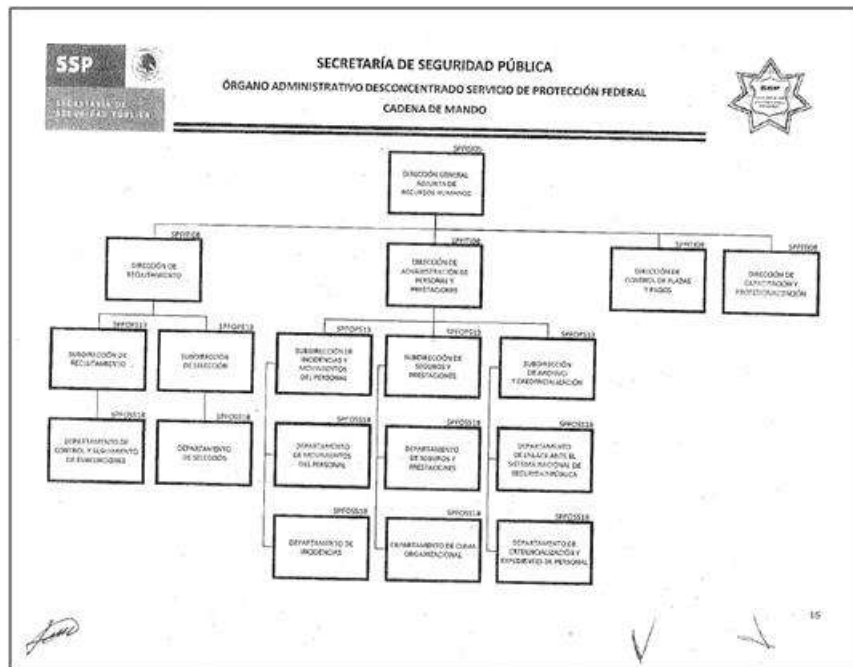 SSP
SECRETARÍA DE
SEGURIDAD PÚBLICA
SECRETARÍA DE SEGURIDAD PÚBLICA
ÓRGANO ADMINISTRATIVO DESCONCENTRADO SERVICIO DE PROTECCIÓN FEDERAL
CADENA DE MANDO
SSP
DIRECCIÓN GENERAL
ADJUNTA DE
RECURSOS HUMANOS
DIRECCIÓN DE
RECLUTAMIENTO
DIRECCIÓN DE
ADMINISTRACIÓN DE
PERSONAL Y
PRESTACIONES
DIRECCIÓN DE
CONTROL DE PLAZAS
Y PAGOS
DIRECCIÓN DE
CAPACITACIÓN Y
PROFESIONALIZACIÓN
SUBDIRECCIÓN DE
RECLUTAMIENTO
SUBDIRECCIÓN
DE SELECCIÓN
SUBDIRECCIÓN DE
INCIDENCIAS Y
MOVIMIENTOS
DEL PERSONAL
SUBDIRECCIÓN DE
SEGUROS Y
PRESTACIONES
SUBDIRECCIÓN
DE ARCHIVO
Y CREDENCIALIZACIÓN
DEPARTAMENTO DE
CONTROL Y SEGUIMIENTO
DE EVALUACIONES
DEPARTAMENTO
DE SELECCIÓN
DEPARTAMENTO
DE MOVIMIENTOS
DEL PERSONAL
DEPARTAMENTO
DE SEGUROS Y
PRESTACIONES
DEPARTAMENTO
DE ENLACE ANTE EL
SISTEMA NACIONAL DE
SEGURIDAD PÚBLICA
DEPARTAMENTO DE
INCIDENCIAS
DEPARTAMENTO DE CLIMA
ORGANIZACIONAL
DEPARTAMENTO DE
CREDENCIALIZACIÓN Y
EXPEDIENTES DE PERSONAL